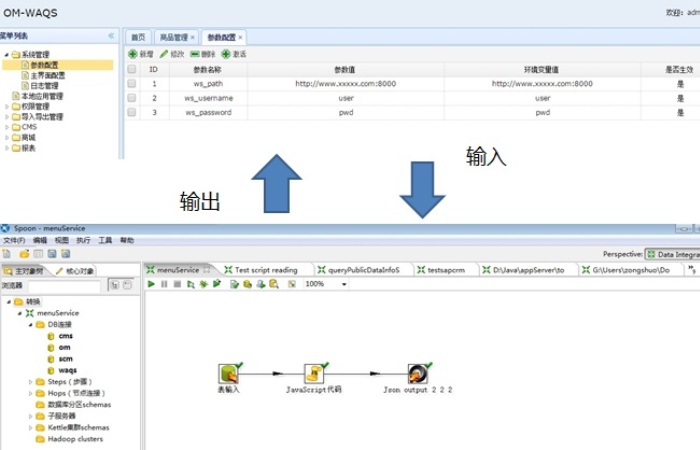 OM-WAQS
欢迎: adm
菜单列表
首页 商品管理 参数配置
系统管理
参数配置
主界面配置
日志管理
本地应用管理
权限管理
导入导出管理
CMS
商城
报表
新增 修改 删除 激活
ID 参数名称 参数值 环境变量值 是否生效
1 ws_path http://www.xxxxx.com:8000 http://www.xxxxx.com:8000 是
2 ws_username user user 是
3 ws_password pwd pwd 是
输出
输入
Spoon - menuService
文件(F) 编辑 视图 执行 工具 帮助
Perspective: Data Integra
主对象树 核心对象
menuService Test script reading queryPublicDataInfoS testsapcrm D:\Java\appServer\to G:\Users\zongshuo\Do
浏览器
100%
转换
menuService
DB连接
cms
om
scm
waqs
Steps（步骤）
Hops（节点连接）
数据库分区schemas
子服务器
Kettle集群schemas
Hadoop clusters
表输入 JavaScript代码 Json output 2 2 2